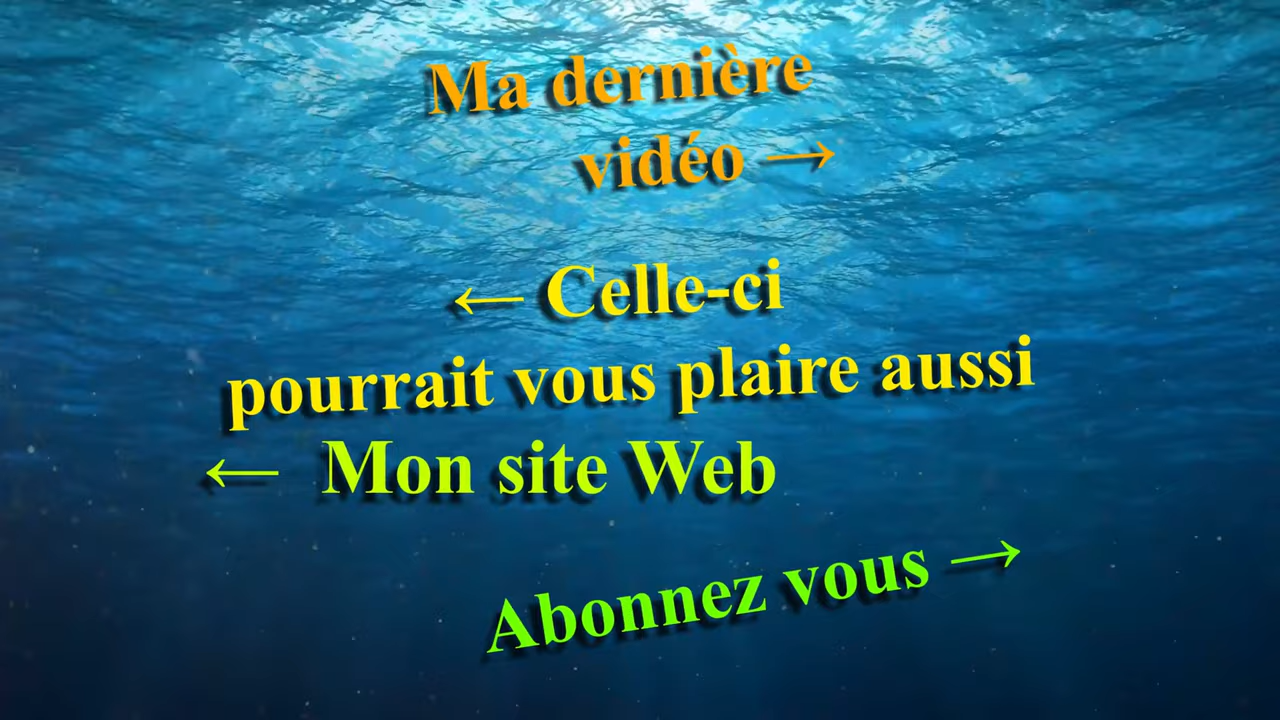 Ma dernière
vidéo →
← Celle-ci
pourrait vous plaire aussi
← Mon site Web
Abonnez vous →